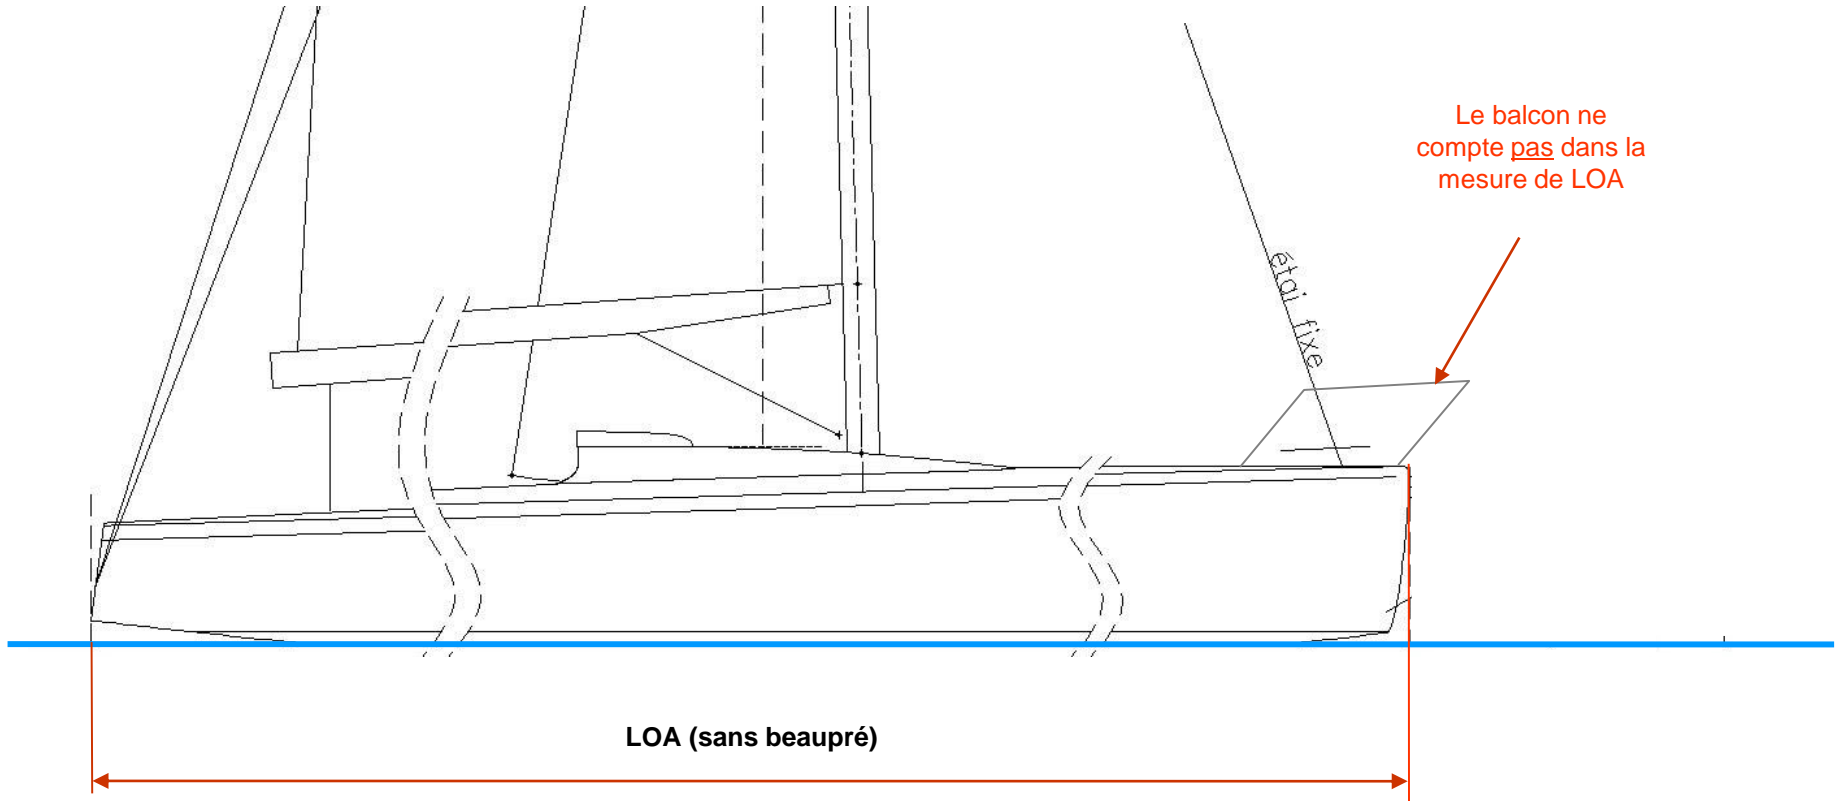 Le balcon ne
compte pas dans la
mesure de LOA
étai fixe
LOA (sans beaupré)